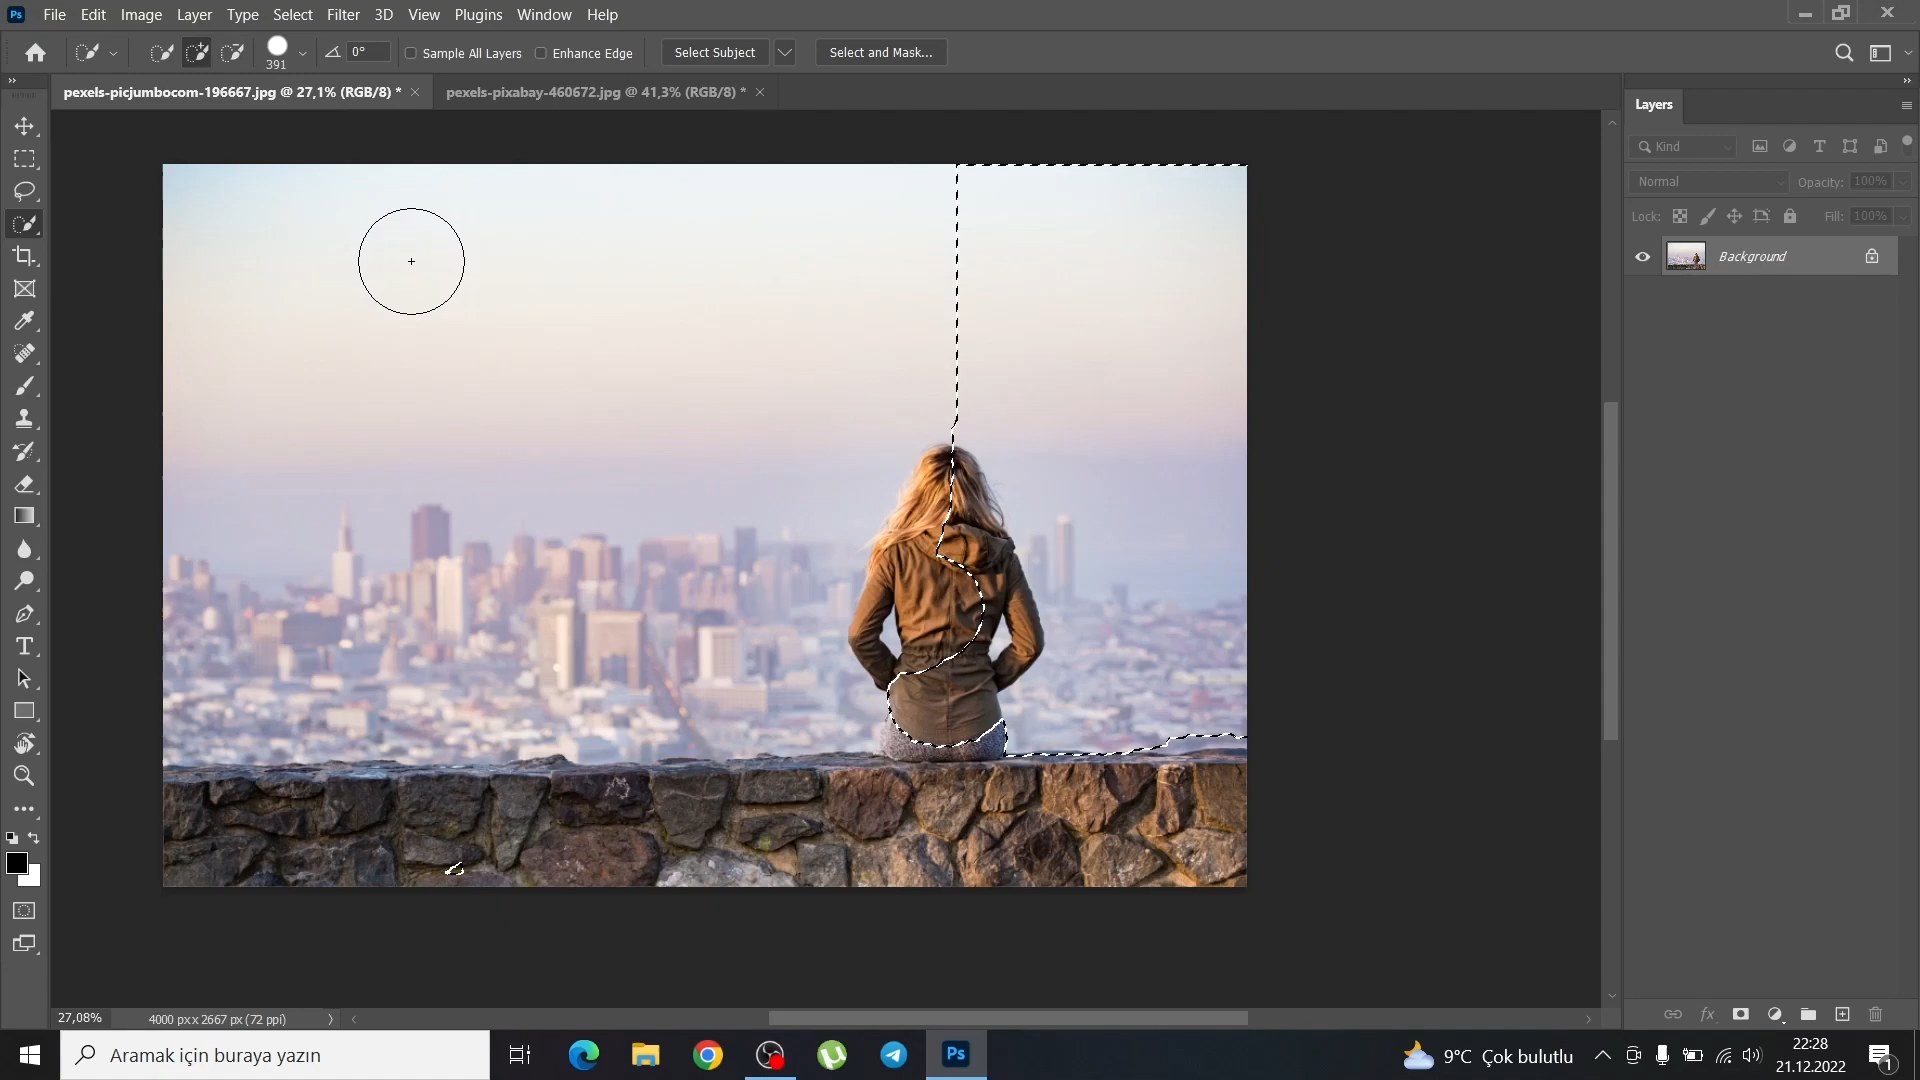 Ps File Edit Image Layer Type Select Filter 3D View Plugins Window Help
391 0° Sample All Layers Enhance Edge Select Subject Select and Mask...
pexels-picjumbocom-196667.jpg @ 27,1% (RGB/8) * × pexels-pixabay-460672.jpg @ 41,3% (RGB/8) * ×
Layers
Kind
Normal Opacity: 100%
Lock: Fill: 100%
Background
27,08% 4000 px x 2667 px (72 ppi)
Aramak için buraya yazın Ps 9°C Çok bulutlu 22:28
21.12.2022
1